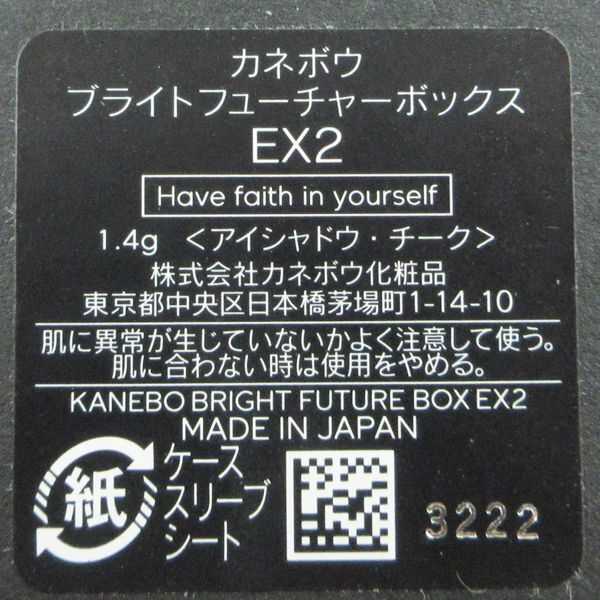 カネボウ
ブライトフューチャーボックス
EX2
Have faith in yourself
1.4g <アイシャドウ・チーク>
株式会社カネボウ化粧品
東京都中央区日本橋茅場町1-14-10
肌に異常が生じていないかよく注意して使う。
肌に合わない時は使用をやめる。
KANEBO BRIGHT FUTURE BOX EX2
MADE IN JAPAN
紙
ケース
スリーブ
シート
3222